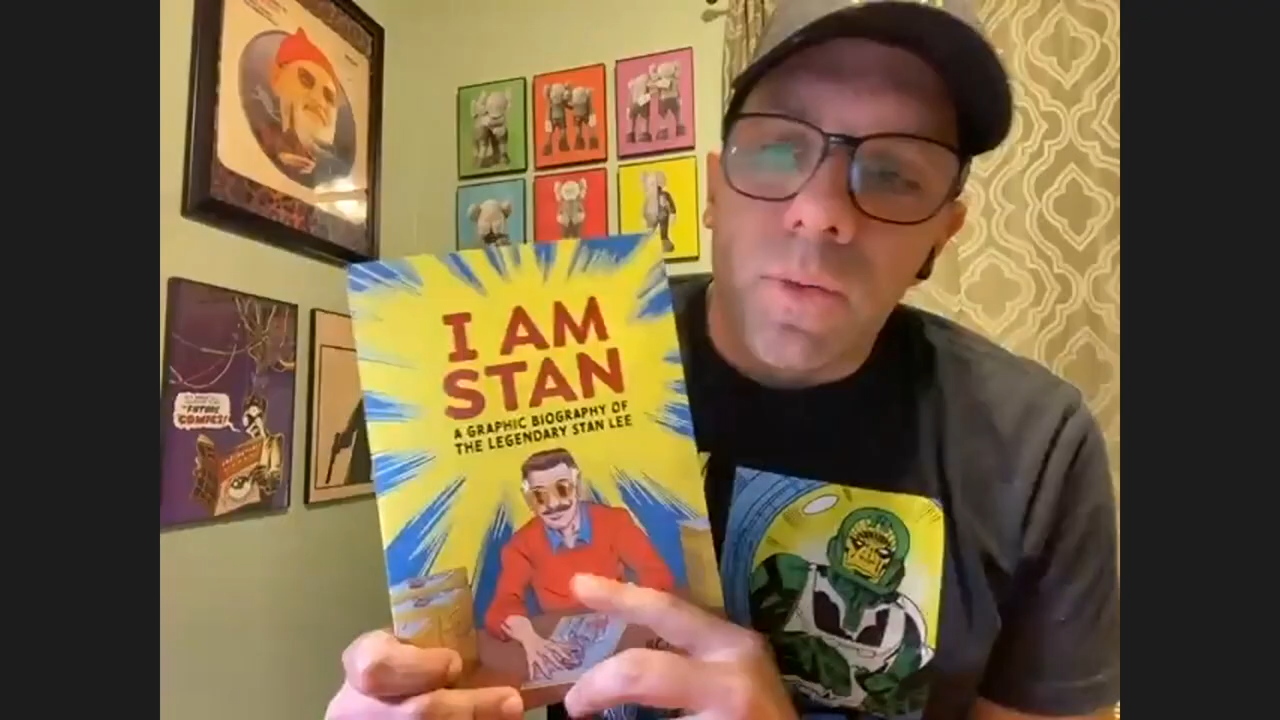 I AM
STAN
A GRAPHIC BIOGRAPHY OF
THE LEGENDARY STAN LEE
"FUTURE
COMICS!